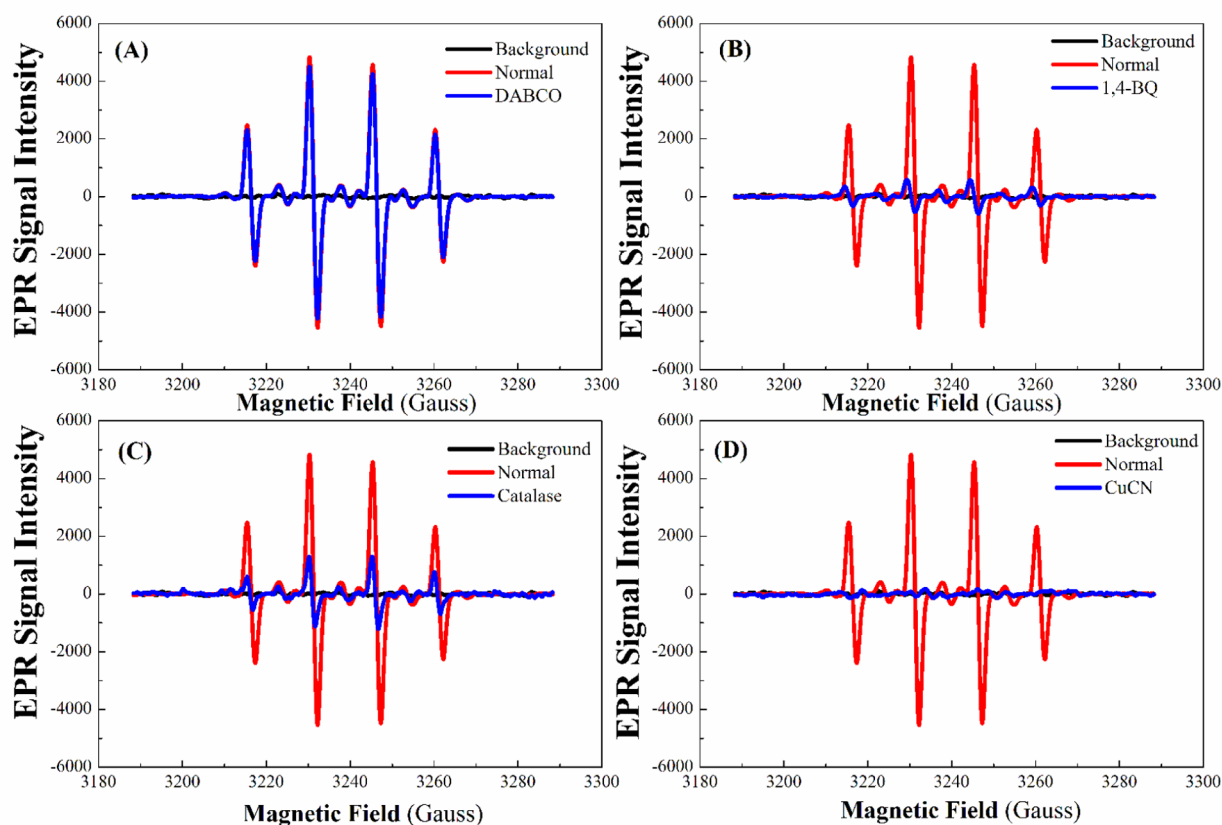 (A)
Background
Normal
DABCO
EPR Signal Intensity
6000
4000
2000
0
-2000
-4000
-6000
3180 3200 3220 3240 3260 3280 3300
Magnetic Field (Gauss)
(B)
Background
Normal
1,4-BQ
EPR Signal Intensity
6000
4000
2000
0
-2000
-4000
-6000
3180 3200 3220 3240 3260 3280 3300
Magnetic Field (Gauss)
(C)
Background
Normal
Catalase
EPR Signal Intensity
6000
4000
2000
0
-2000
-4000
-6000
3180 3200 3220 3240 3260 3280 3300
Magnetic Field (Gauss)
(D)
Background
Normal
CuCN
EPR Signal Intensity
6000
4000
2000
0
-2000
-4000
-6000
3180 3200 3220 3240 3260 3280 3300
Magnetic Field (Gauss)